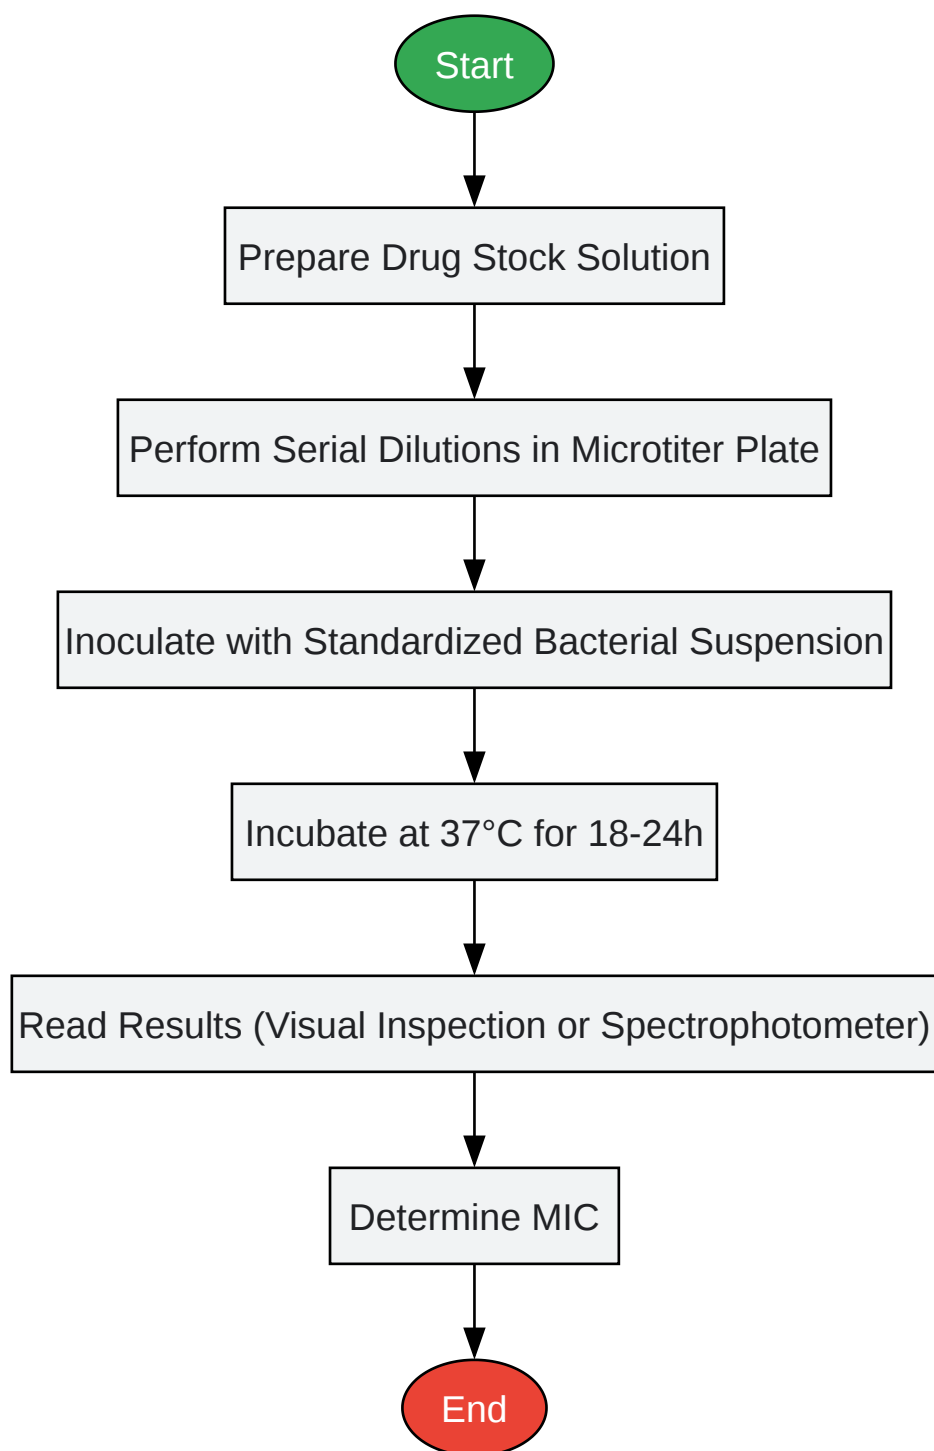 Start
Prepare Drug Stock Solution
Perform Serial Dilutions in Microtiter Plate
Inoculate with Standardized Bacterial Suspension
Incubate at 37°C for 18-24h
Read Results (Visual Inspection or Spectrophotometer)
Determine MIC
End